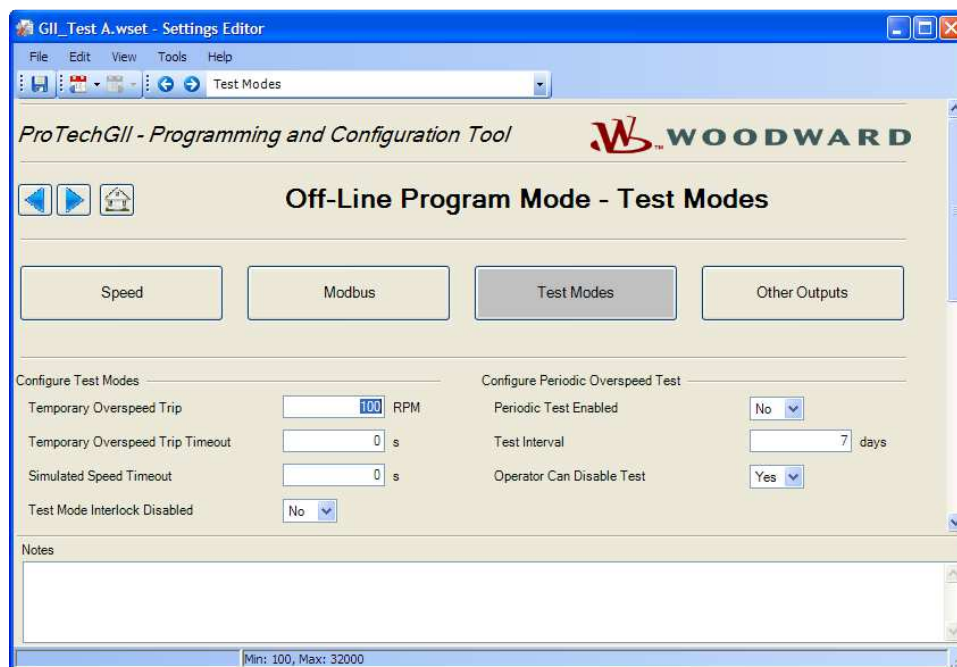 GII_Test A.wset - Settings Editor
File Edit View Tools Help
Test Modes
ProTechGII - Programming and Configuration Tool
WOODWARD
Off-Line Program Mode - Test Modes
Speed Modbus Test Modes Other Outputs
Configure Test Modes
Temporary Overspeed Trip 100 RPM
Temporary Overspeed Trip Timeout 0 s
Simulated Speed Timeout 0 s
Test Mode Interlock Disabled No
Configure Periodic Overspeed Test
Periodic Test Enabled No
Test Interval 7 days
Operator Can Disable Test Yes
Notes
Min: 100, Max: 32000